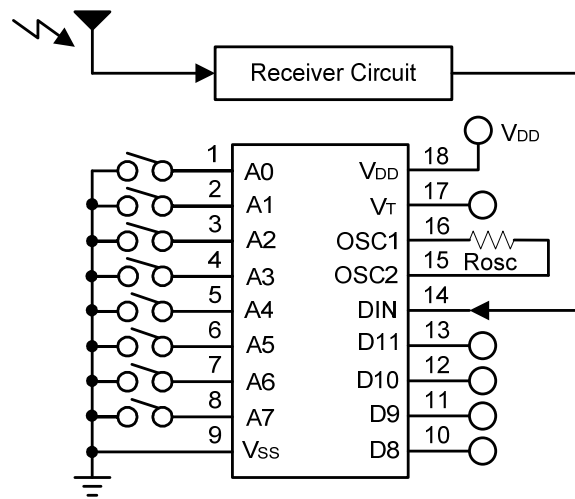 Receiver Circuit
VDD
1 A0 VDD 18
2 A1 VT 17
3 A2 OSC1 16
Rosc
4 A3 OSC2 15
5 A4 DIN 14
6 A5 D11 13
7 A6 D10 12
8 A7 D9 11
9 VSS D8 10